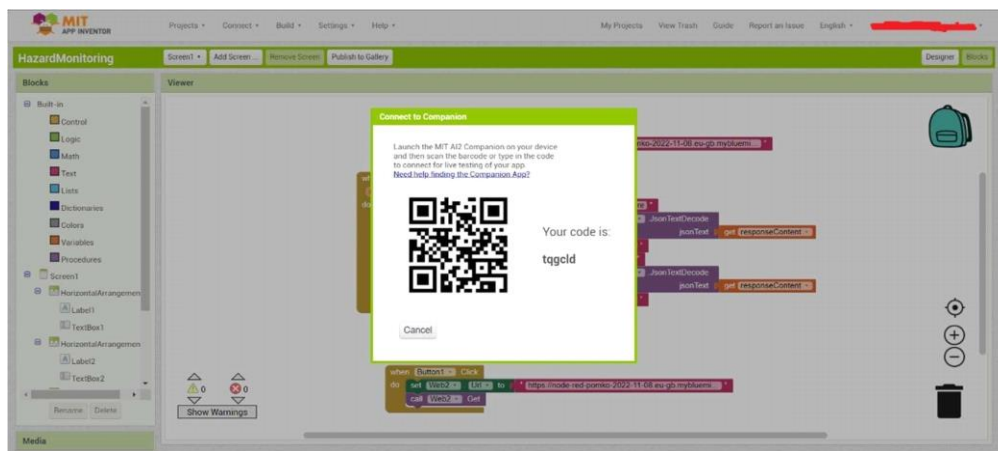 MIT
APP INVENTOR
Projects
Connect
Build
Settings
Help
My Projects
View Trash
Guide
Report an Issue
English
HazardMonitoring
Screen1
Add Screen ...
Remove Screen
Publish to Gallery
Designer
Blocks
Blocks
Viewer
Built-in
Control
Logic
Math
Text
Lists
Dictionaries
Colors
Variables
Procedures
Screen1
HorizontalArrangemen
Label1
TextBox1
HorizontalArrangemen
Label2
TextBox2
Rename
Delete
Media
0
0
Show Warnings
Connect to Companion
Launch the MIT AI2 Companion on your device
and then scan the barcode or type in the code
to connect for live testing of your app
Need help finding the Companion App?
Your code is:
tqgcld
Cancel
JsonTextDecode
jsonText
get responseContent
JsonTextDecode
jsonText
get responseContent
when Button1 Click
do set Web2 Url to
call Web2 Get